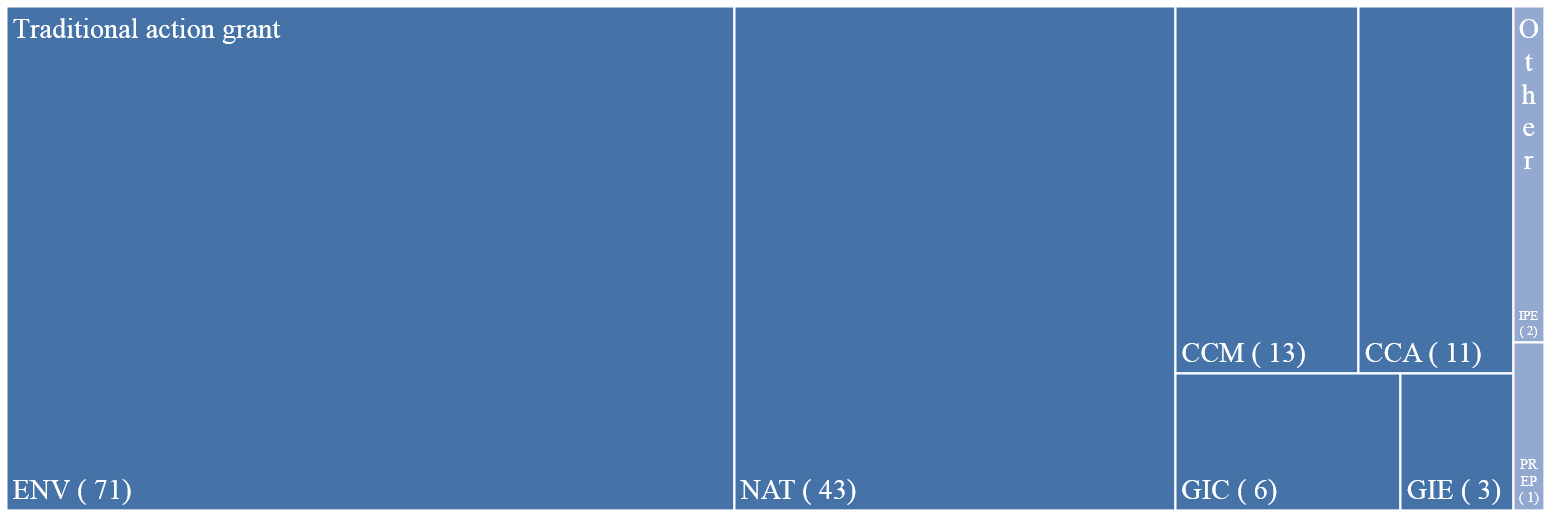 Traditional action grant
ENV ( 71)
NAT ( 43)
CCM ( 13)
CCA ( 11)
GIC ( 6)
GIE ( 3)
O
t
h
e
r
IPE
( 2)
PR
EP
( 1)